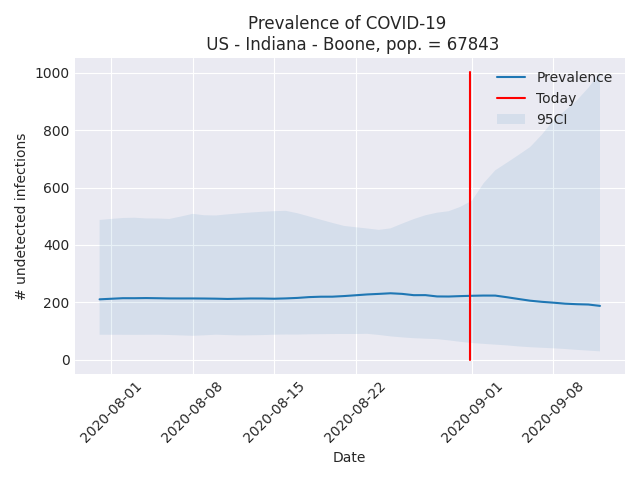 Prevalence of COVID-19
US - Indiana - Boone, pop. = 67843
Prevalence
Today
95CI
# undetected infections
1000
800
600
400
200
0
2020-08-01
2020-08-08
2020-08-15
2020-08-22
2020-09-01
2020-09-08
Date